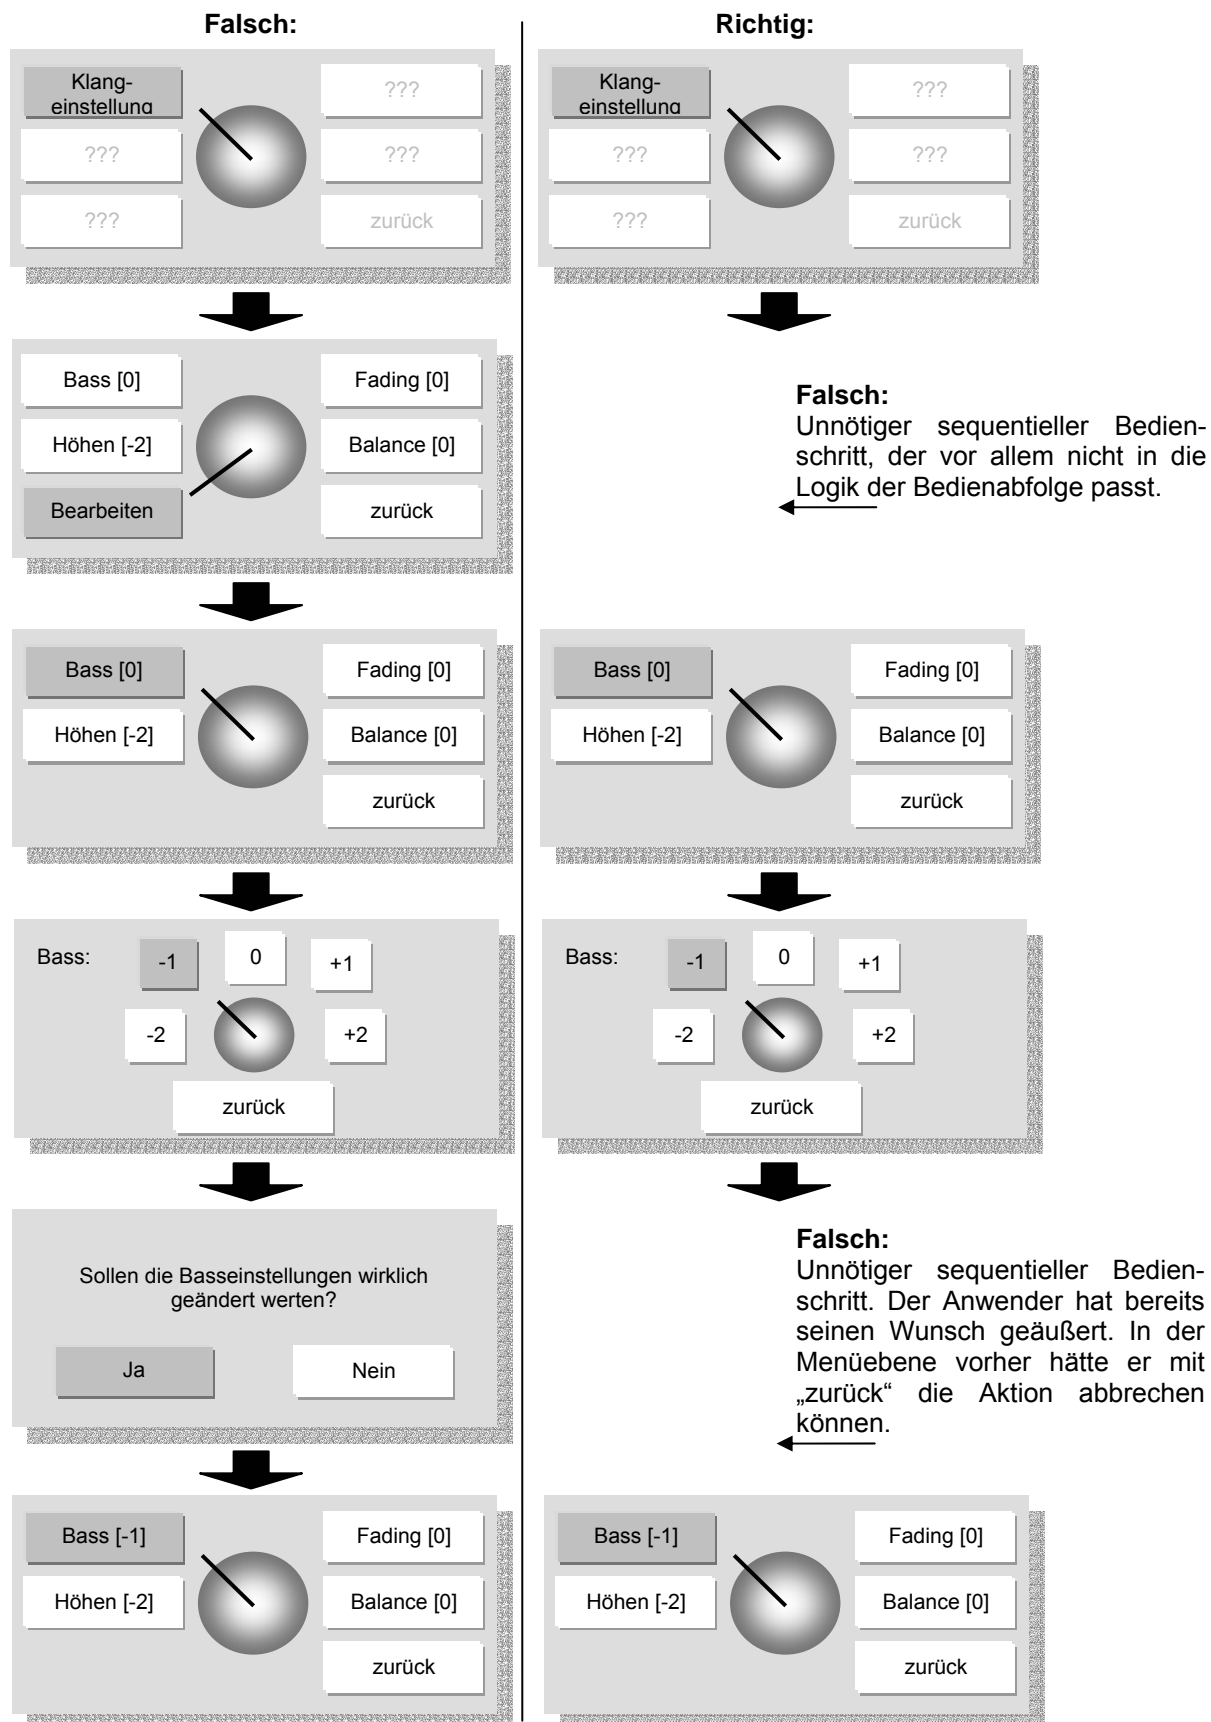 Falsch:
Klang-
einstellung
???
???
???
???
zurück
Bass [0]
Fading [0]
Höhen [-2]
Balance [0]
Bearbeiten
zurück
Bass [0]
Fading [0]
Höhen [-2]
Balance [0]
zurück
Bass:
-1
0
+1
-2
+2
zurück
Sollen die Basseinstellungen wirklich
geändert werten?
Ja
Nein
Bass [-1]
Fading [0]
Höhen [-2]
Balance [0]
zurück
Richtig:
Klang-
einstellung
???
???
???
???
zurück
Falsch:
Unnötiger sequentieller Bedien-
schritt, der vor allem nicht in die
Logik der Bedienabfolge passt.
Bass [0]
Fading [0]
Höhen [-2]
Balance [0]
zurück
Bass:
-1
0
+1
-2
+2
zurück
Falsch:
Unnötiger sequentieller Bedien-
schritt. Der Anwender hat bereits
seinen Wunsch geäußert. In der
Menüebene vorher hätte er mit
„zurück“ die Aktion abbrechen
können.
Bass [-1]
Fading [0]
Höhen [-2]
Balance [0]
zurück